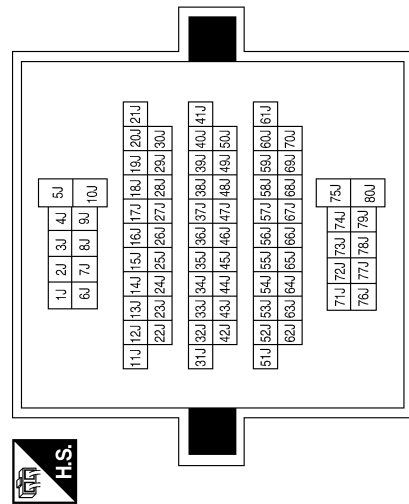 H.S.
1J 2J 3J 4J 5J
6J 7J 8J 9J 10J
11J 12J 13J 14J 15J 16J 17J 18J 19J 20J 21J
22J 23J 24J 25J 26J 27J 28J 29J 30J
31J 32J 33J 34J 35J 36J 37J 38J 39J 40J 41J
42J 43J 44J 45J 46J 47J 48J 49J 50J
51J 52J 53J 54J 55J 56J 57J 58J 59J 60J 61J
62J 63J 64J 65J 66J 67J 68J 69J 70J
71J 72J 73J 74J 75J
76J 77J 78J 79J 80J